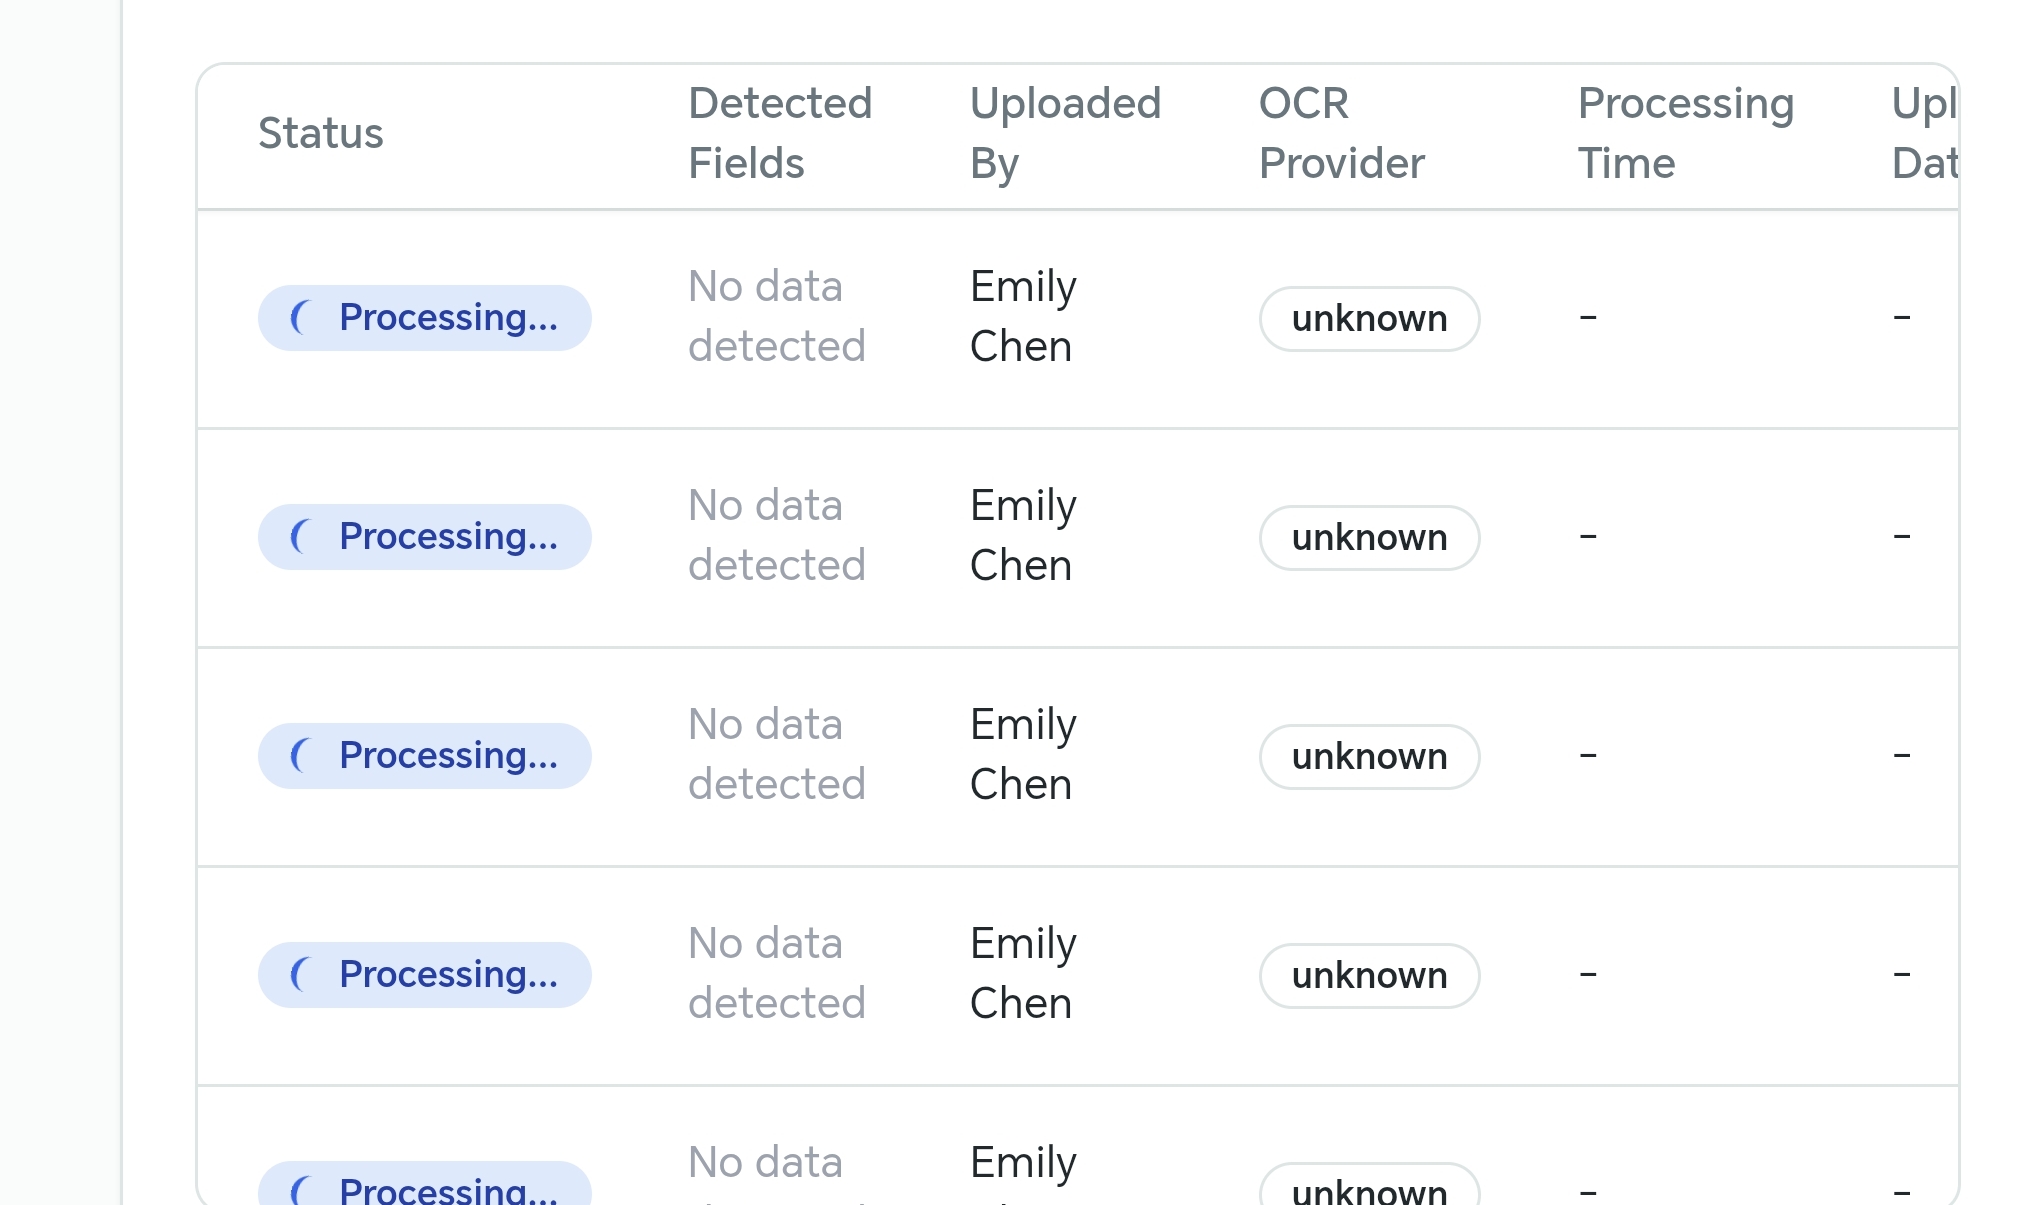 Status
Detected
Fields
Uploaded
By
OCR
Provider
Processing
Time
Upl
Dat
Processing...
No data
detected
Emily
Chen
unknown
–
–
Processing...
No data
detected
Emily
Chen
unknown
–
–
Processing...
No data
detected
Emily
Chen
unknown
–
–
Processing...
No data
detected
Emily
Chen
unknown
–
–
Processing...
No data
Emily
unknown
–
–